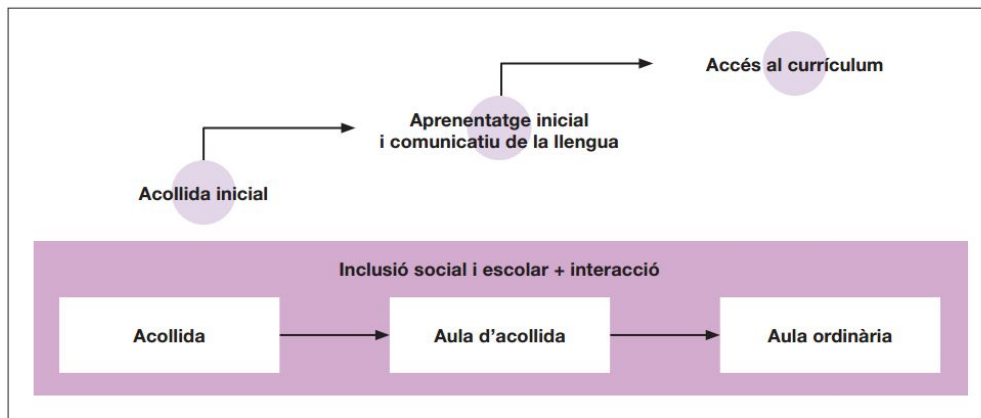 Accés al currículum
Aprenentatge inicial
i comunicatiu de la llengua
Acollida inicial
Inclusió social i escolar + interacció
Acollida
Aula d’acollida
Aula ordinària